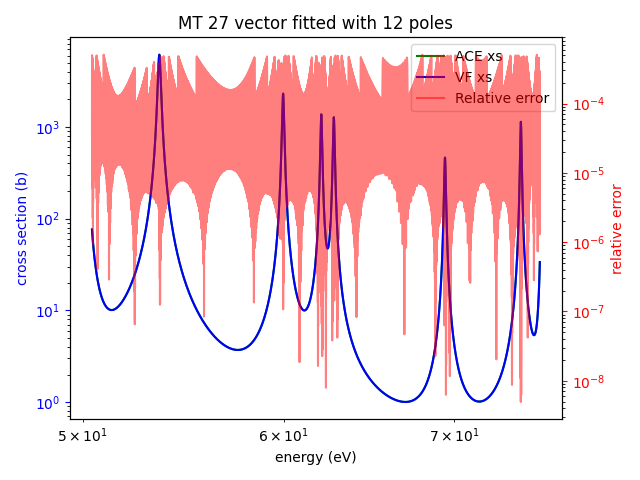 MT 27 vector fitted with 12 poles
ACE xs
VF xs
Relative error
cross section (b)
10³
10²
10¹
10⁰
10⁻⁴
10⁻⁵
10⁻⁶
10⁻⁷
10⁻⁸
relative error
5 × 10¹
6 × 10¹
7 × 10¹
energy (eV)